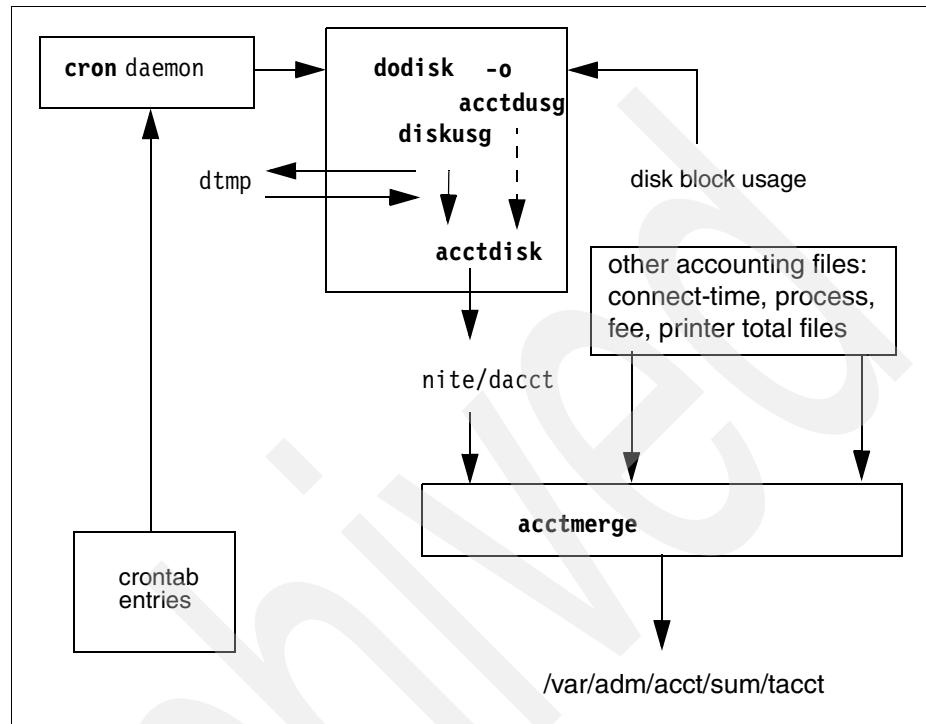 cron daemon
dodisk -o
acctdusg
diskusg
dtmp
disk block usage
acctdisk
other accounting files:
connect-time, process,
fee, printer total files
nite/dacct
acctmerge
crontab
entries
/var/adm/acct/sum/tacct